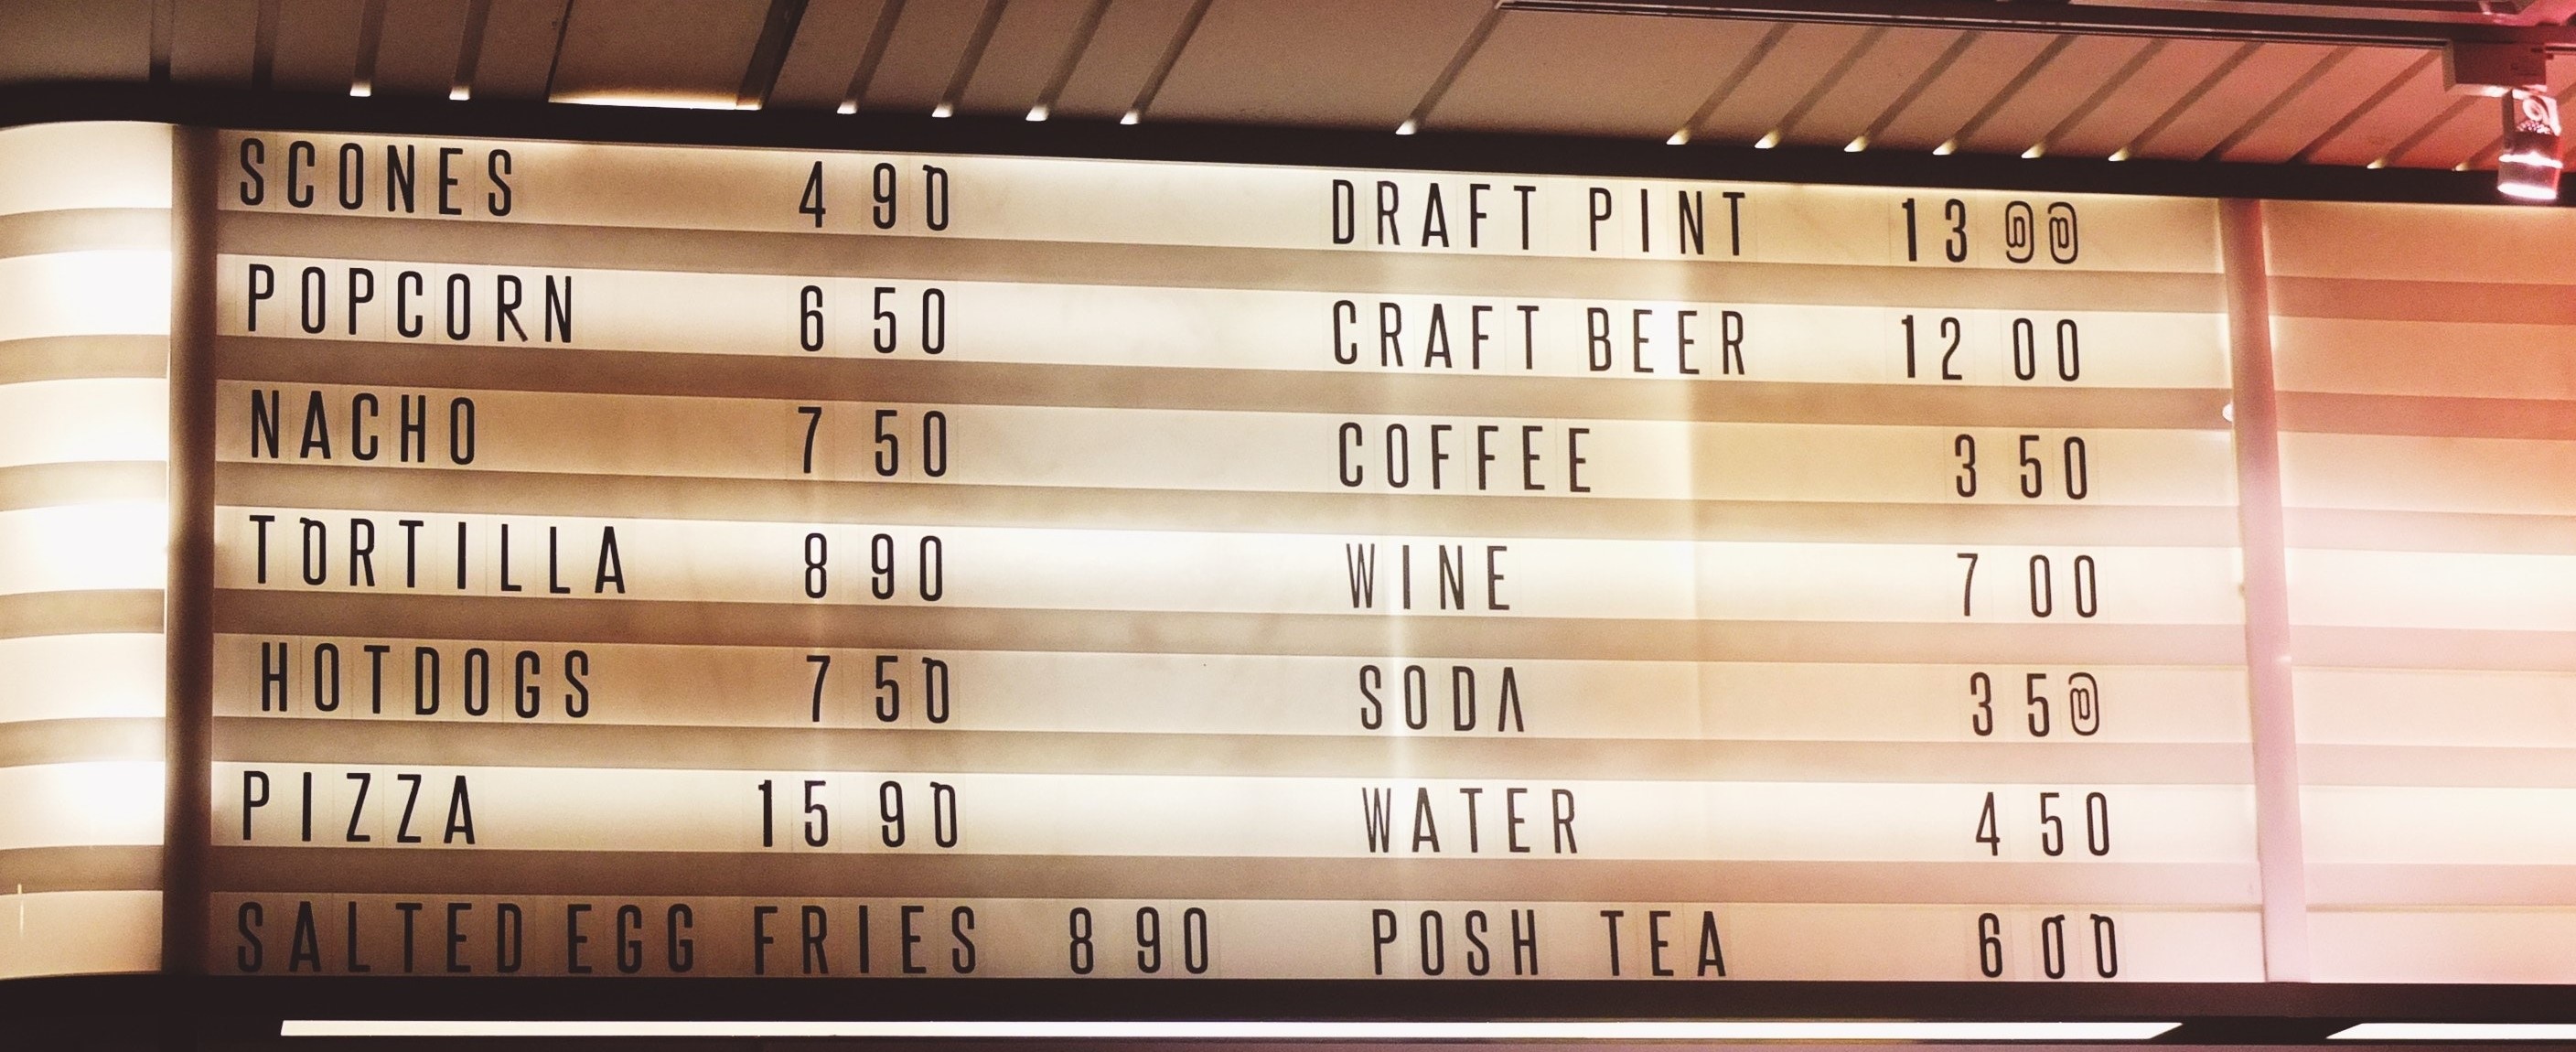 SCONES 4 90
POPCORN 6 50
NACHO 7 50
TORTILLA 8 90
HOTDOGS 7 50
PIZZA 15 90
SALTED EGG FRIES 8 90
DRAFT PINT 13 00
CRAFT BEER 12 00
COFFEE 3 50
WINE 7 00
SODA 3 50
WATER 4 50
POSH TEA 6 00